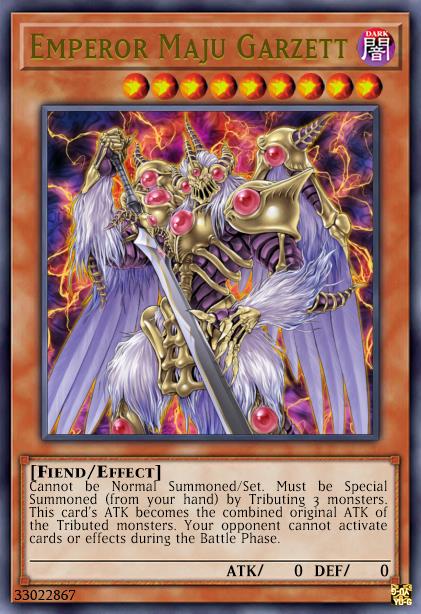 EMPEROR MAJU GARZETT
DARK
闇
[FIEND/EFFECT]
Cannot be Normal Summoned/Set. Must be Special
Summoned (from your hand) by Tributing 3 monsters.
This card's ATK becomes the combined original ATK of
the Tributed monsters. Your opponent cannot activate
cards or effects during the Battle Phase.
ATK/ 0 DEF/ 0
33022867